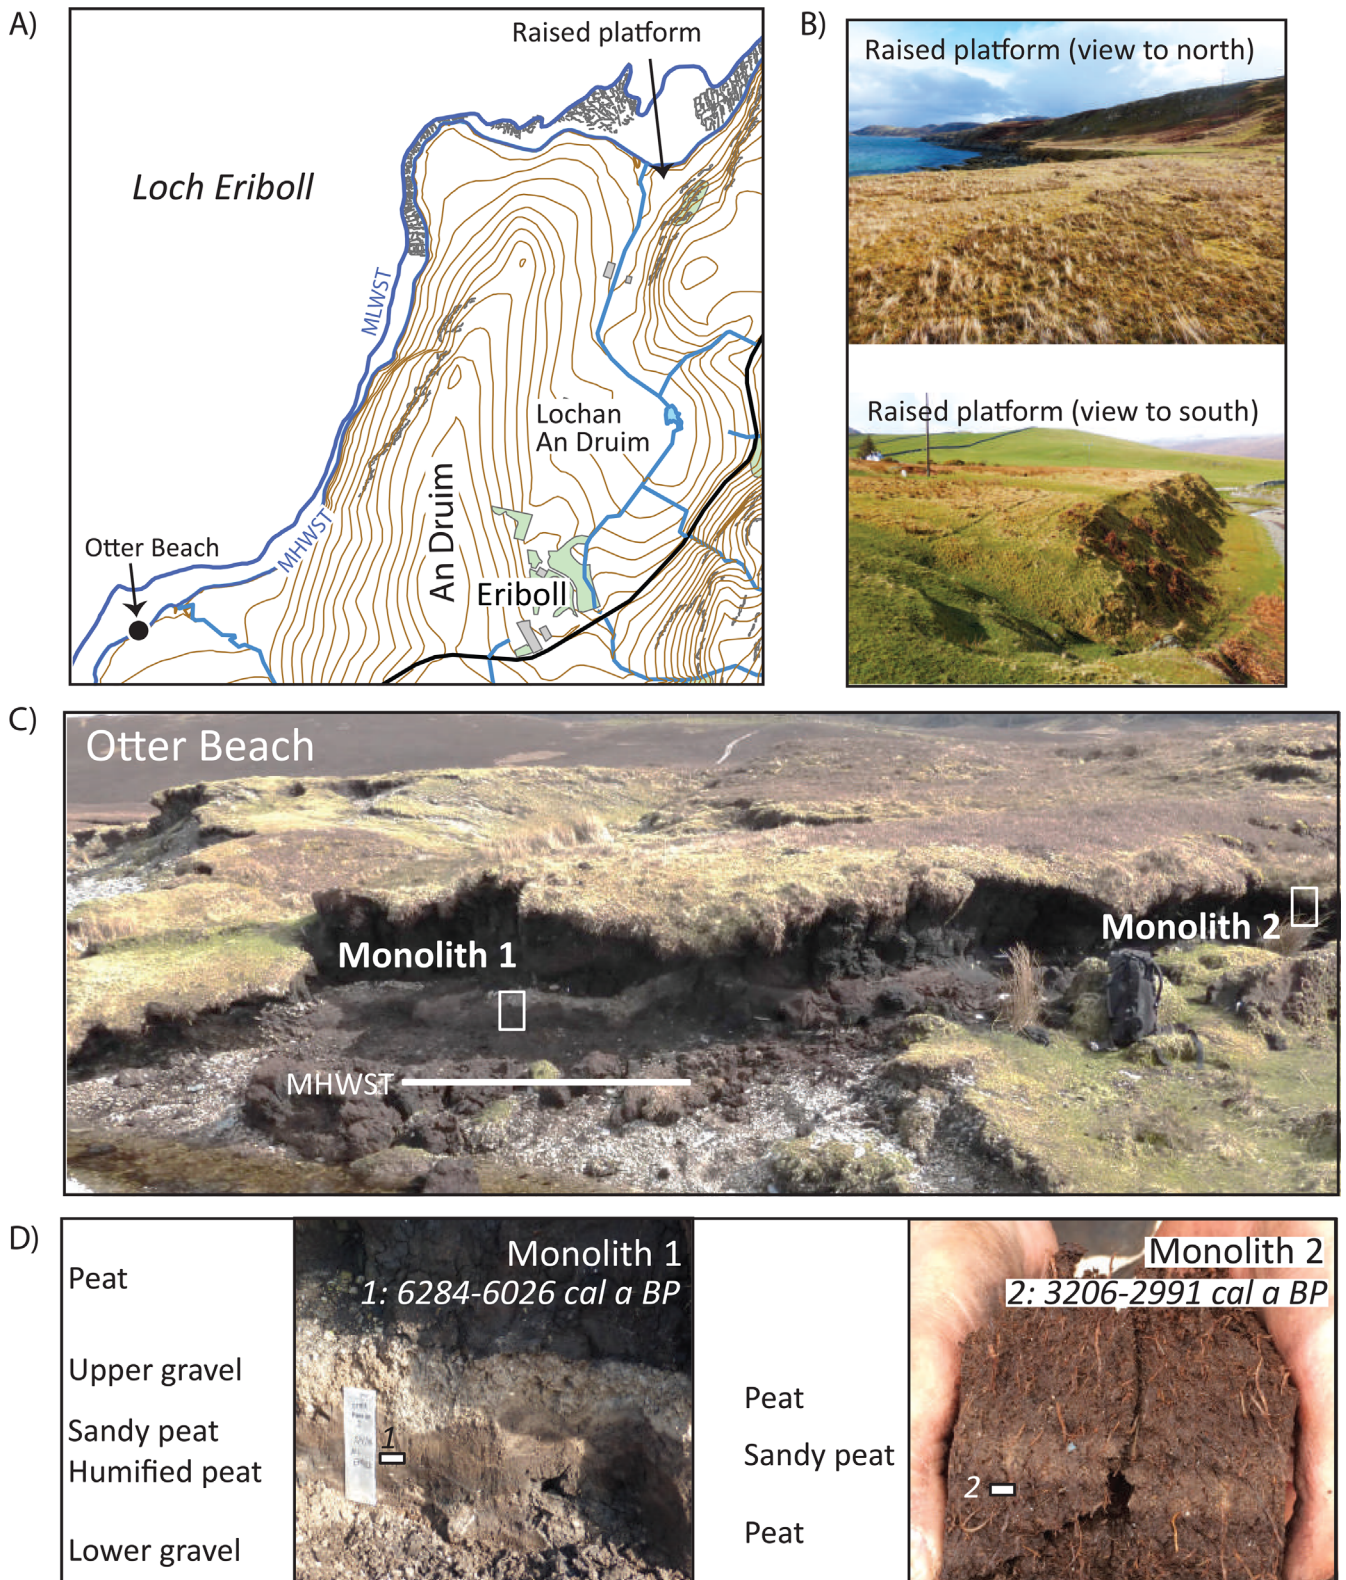 A)
Raised platform
Loch Eriboll
MLWST
Lochan
An Druim
An Druim
MHWST
Otter Beach
Eriboll
B)
Raised platform (view to north)
Raised platform (view to south)
C)
Otter Beach
Monolith 1
Monolith 2
MHWST
D)
Monolith 1
1: 6284-6026 cal a BP
Peat
Upper gravel
Sandy peat
Humified peat
Lower gravel
1
Monolith 2
2: 3206-2991 cal a BP
Peat
Sandy peat
Peat
2